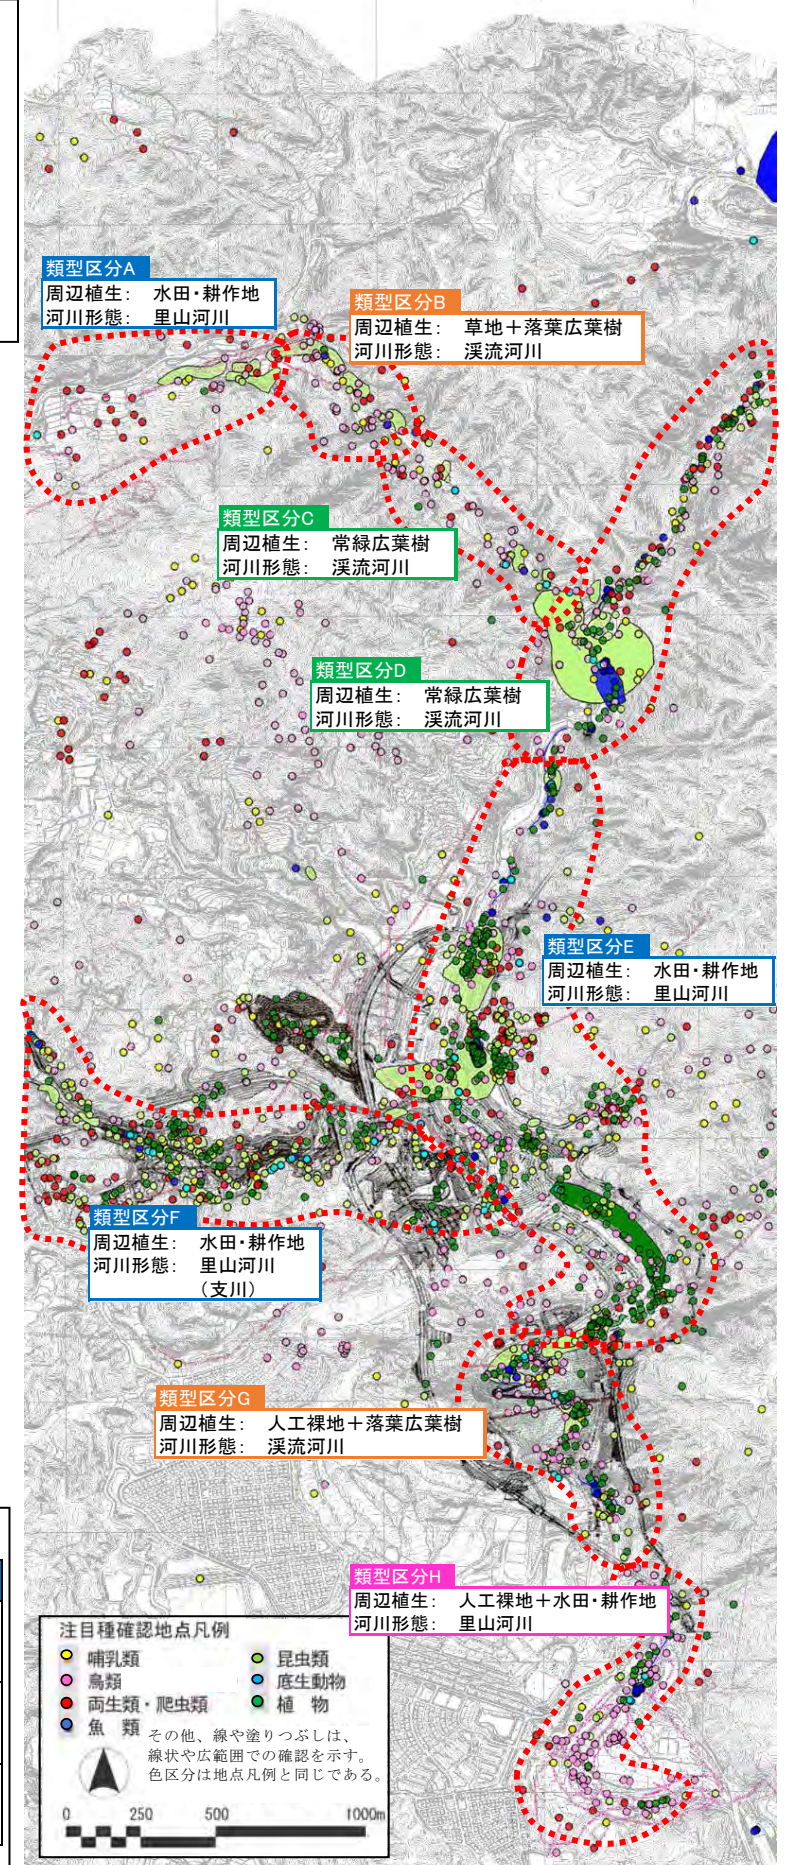 類型区分A
周辺植生： 水田・耕作地
河川形態： 里山河川
類型区分B
周辺植生： 草地＋落葉広葉樹
河川形態： 渓流河川
類型区分C
周辺植生： 常緑広葉樹
河川形態： 渓流河川
類型区分D
周辺植生： 常緑広葉樹
河川形態： 渓流河川
類型区分E
周辺植生： 水田・耕作地
河川形態： 里山河川
類型区分F
周辺植生： 水田・耕作地
河川形態： 里山河川
（支川）
類型区分G
周辺植生： 人工裸地＋落葉広葉樹
河川形態： 渓流河川
類型区分H
周辺植生： 人工裸地＋水田・耕作地
河川形態： 里山河川
注目種確認地点凡例
哺乳類 昆虫類
鳥類 底生動物
両生類・爬虫類 植 物
魚 類
その他、線や塗りつぶしは、
線状や広範囲での確認を示す。
色区分は地点凡例と同じである。
0 250 500 1000m